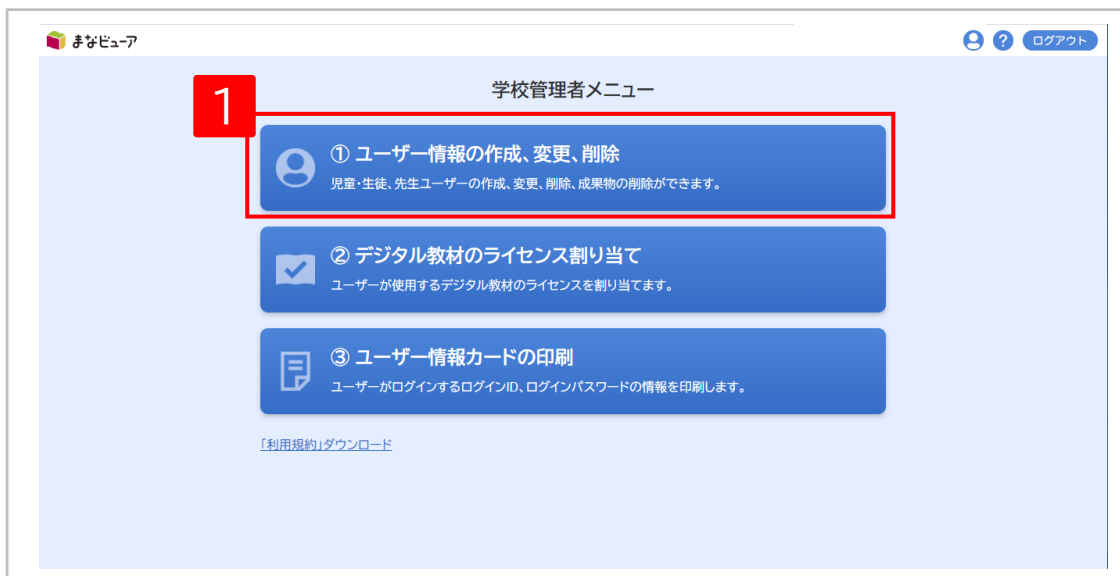 まなビューア
? ログアウト
学校管理者メニュー
1
① ユーザー情報の作成、変更、削除
児童・生徒、先生ユーザーの作成、変更、削除、成果物の削除ができます。
② デジタル教材のライセンス割り当て
ユーザーが使用するデジタル教材のライセンスを割り当てます。
③ ユーザー情報カードの印刷
ユーザーがログインするログインID、ログインパスワードの情報を印刷します。
「利用規約」ダウンロード